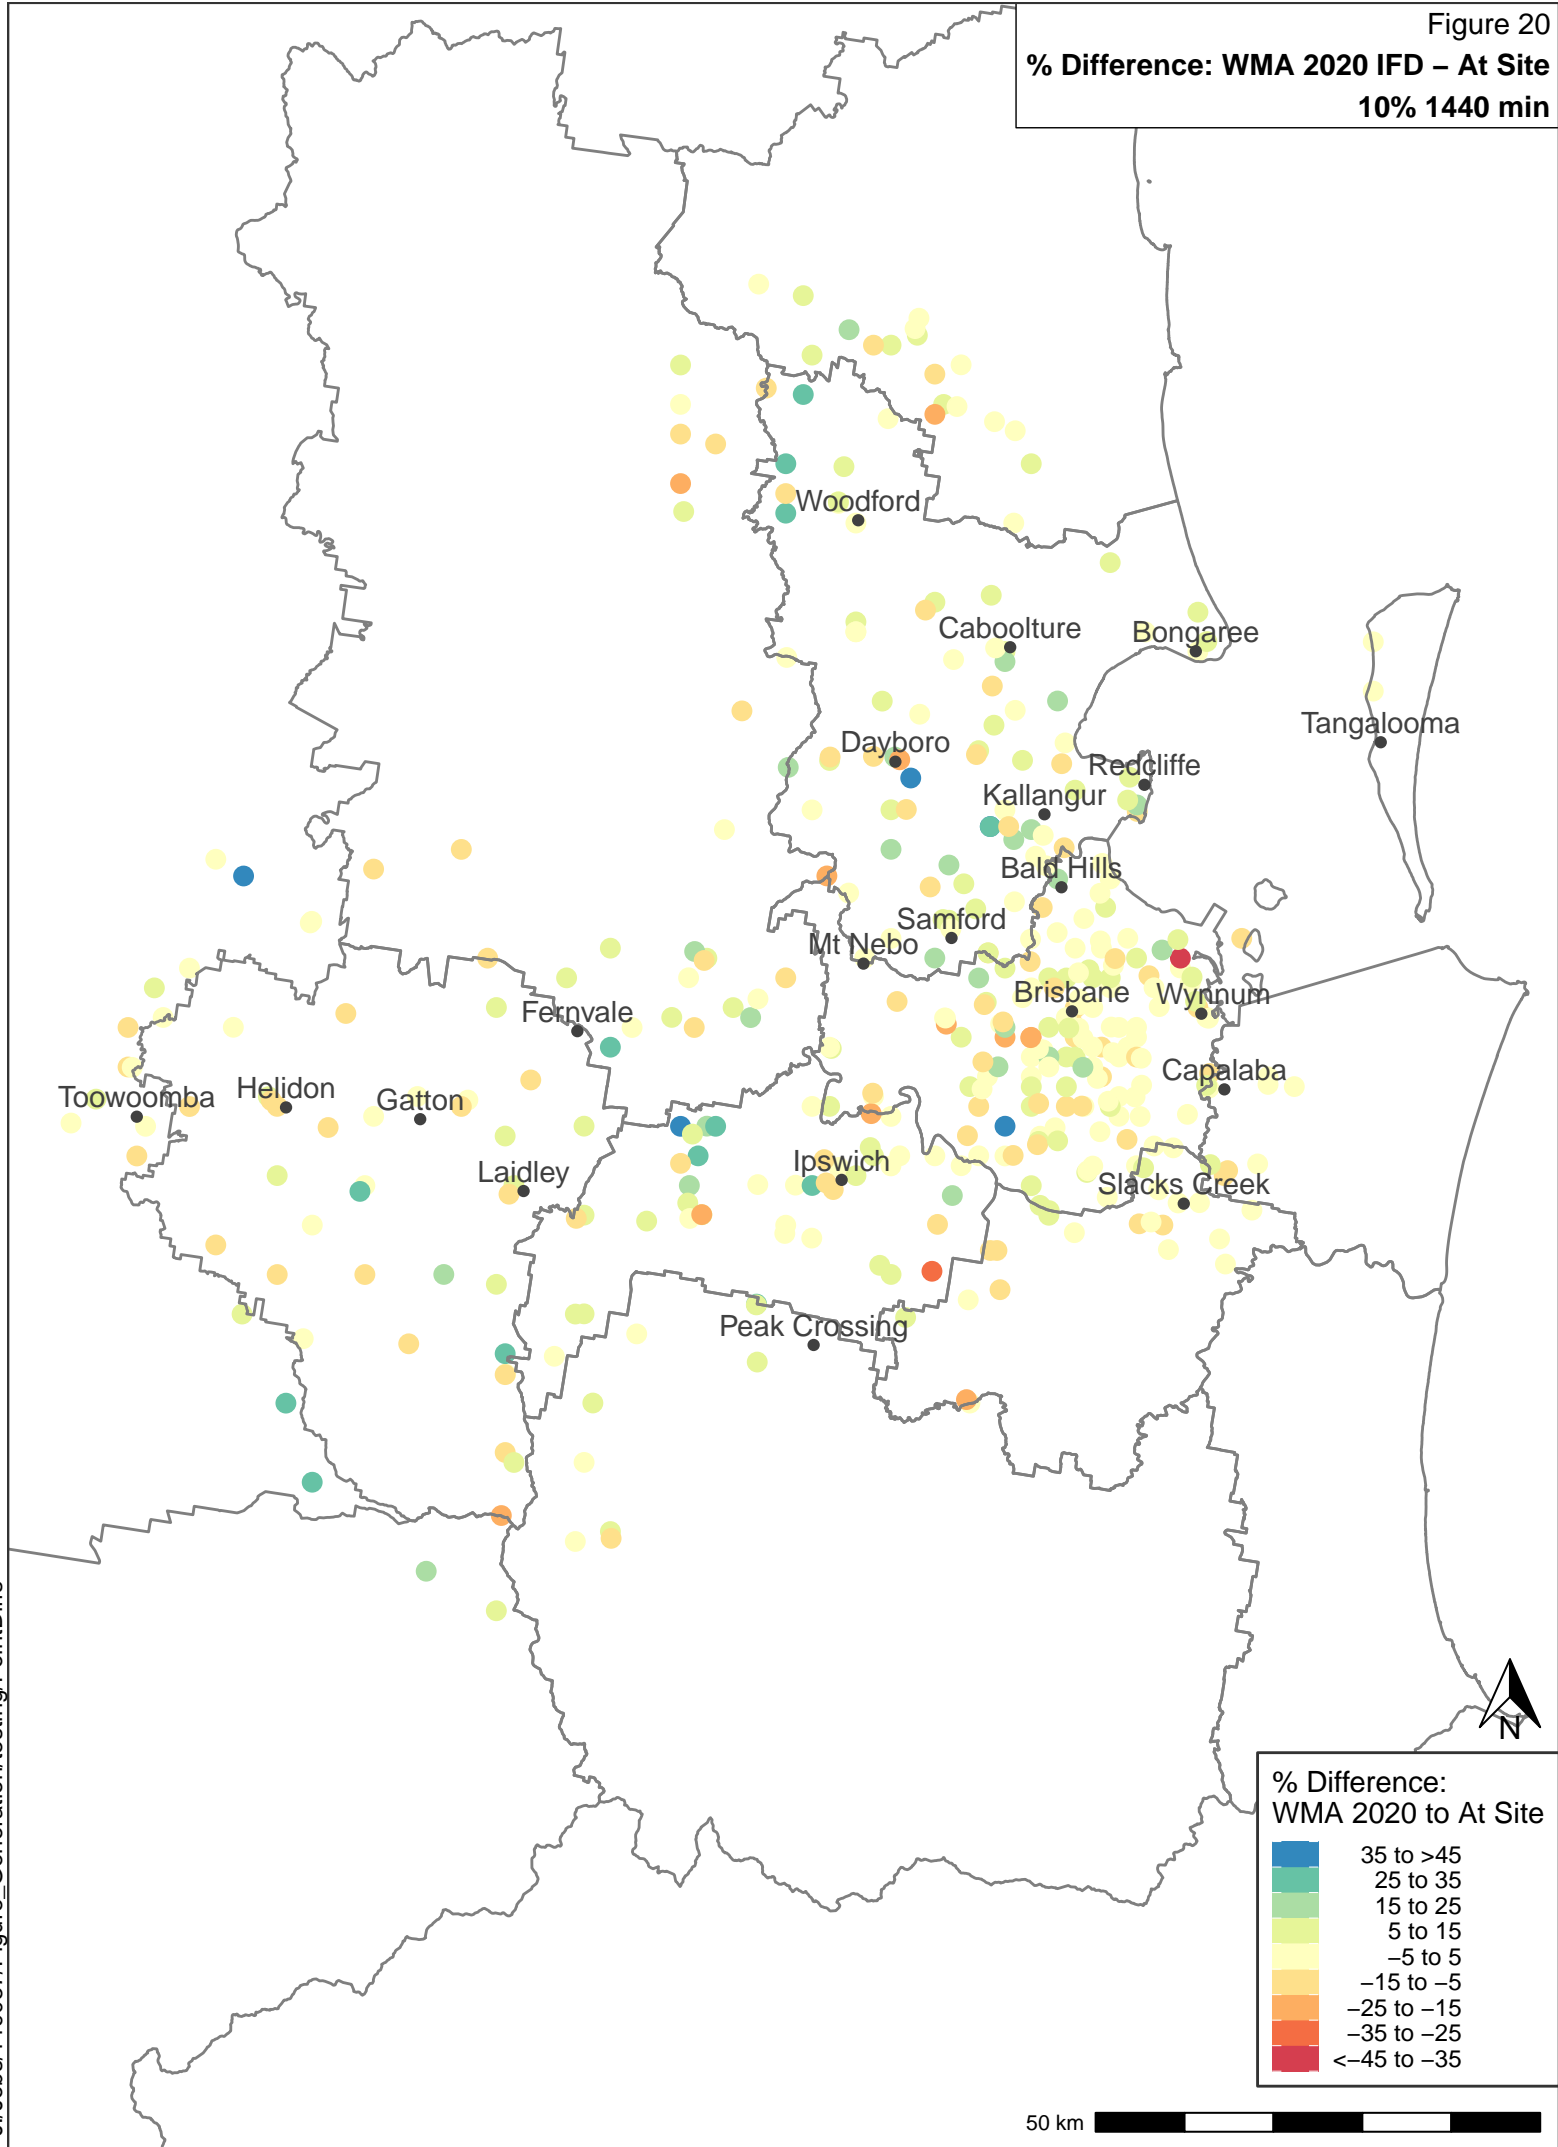 Figure 20
% Difference: WMA 2020 IFD – At Site
10% 1440 min
Woodford
Caboolture
Bongaree
Tangalooma
Dayboro
Redcliffe
Kallangur
Bald Hills
Samford
Mt Nebo
Brisbane
Wynnum
Fernvale
Capalaba
Toowoomba
Helidon
Gatton
Laidley
Ipswich
Slacks Creek
Peak Crossing
N
% Difference:
WMA 2020 to At Site
35 to >45
25 to 35
15 to 25
5 to 15
−5 to 5
−15 to −5
−25 to −15
−35 to −25
<−45 to −35
50 km